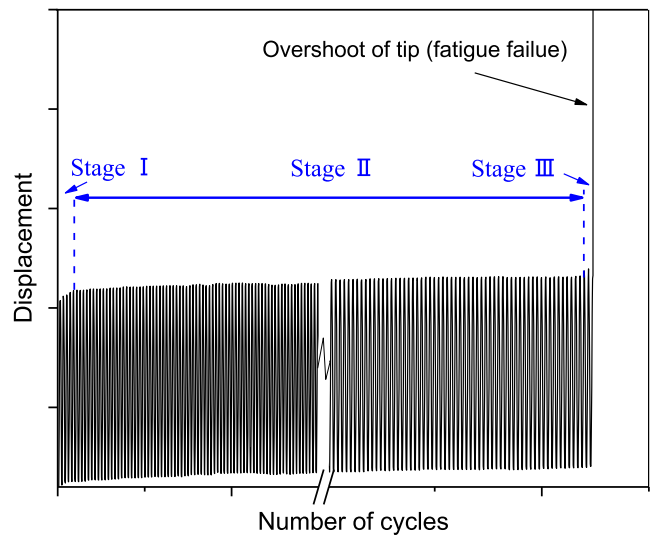 Overshoot of tip (fatigue failue)
Stage Ⅰ
Stage Ⅱ
Stage Ⅲ
Displacement
Number of cycles